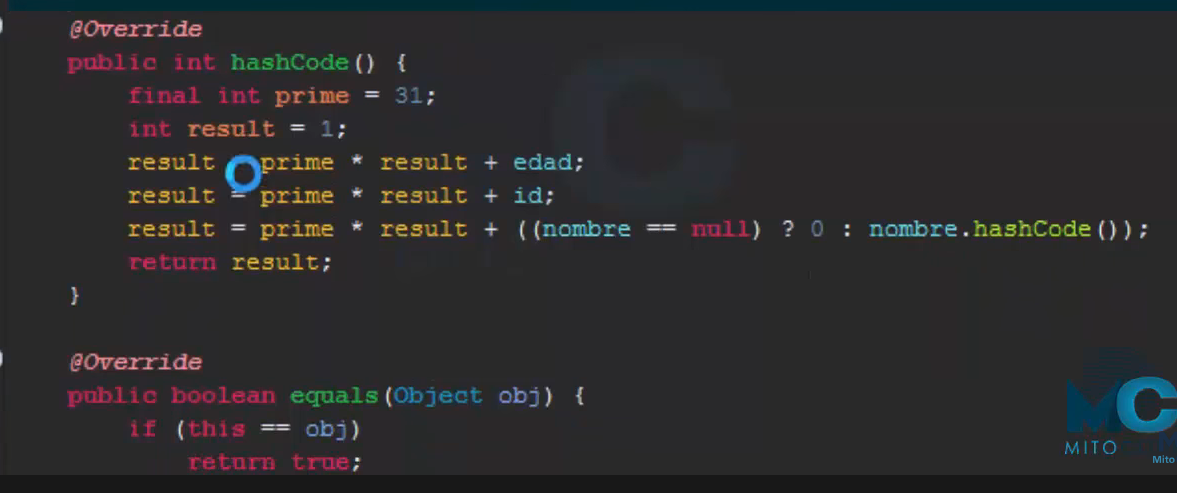 @Override
public int hashCode() {
final int prime = 31;
int result = 1;
result prime * result + edad;
result = prime * result + id;
result = prime * result + ((nombre == null) ? 0 : nombre.hashCode());
return result;
}
@Override
public boolean equals(Object obj) {
if (this == obj)
return true;
MC
MITO
Mito